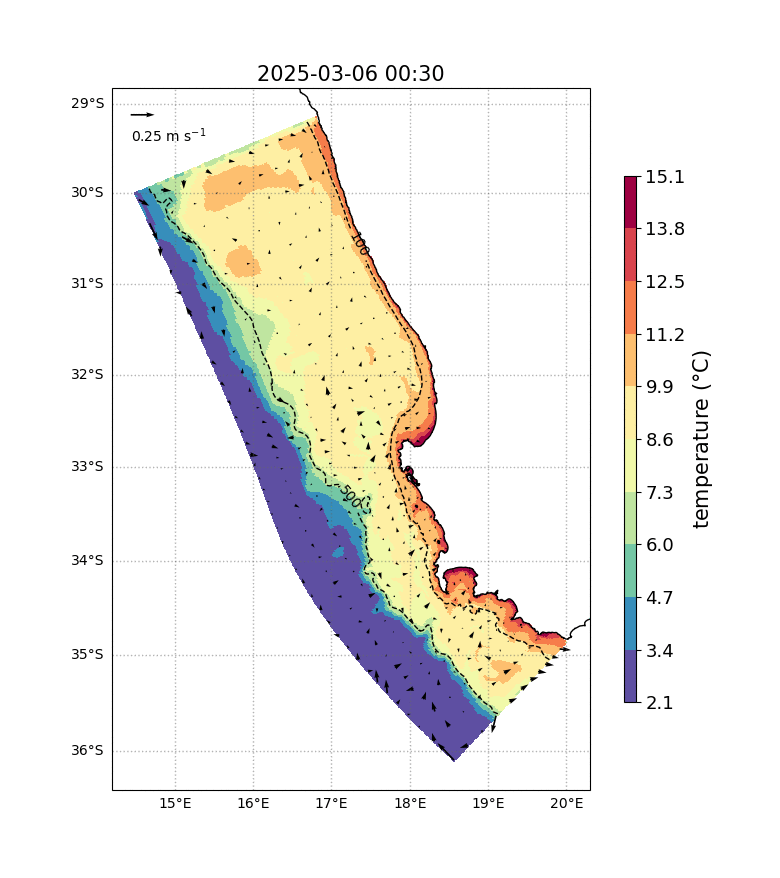 2025-03-06 00:30
0.25 m s⁻¹
29°S
30°S
31°S
32°S
33°S
34°S
35°S
36°S
100
500
15°E 16°E 17°E 18°E 19°E 20°E
15.1
13.8
12.5
11.2
9.9
8.6
7.3
6.0
4.7
3.4
2.1
temperature (°C)